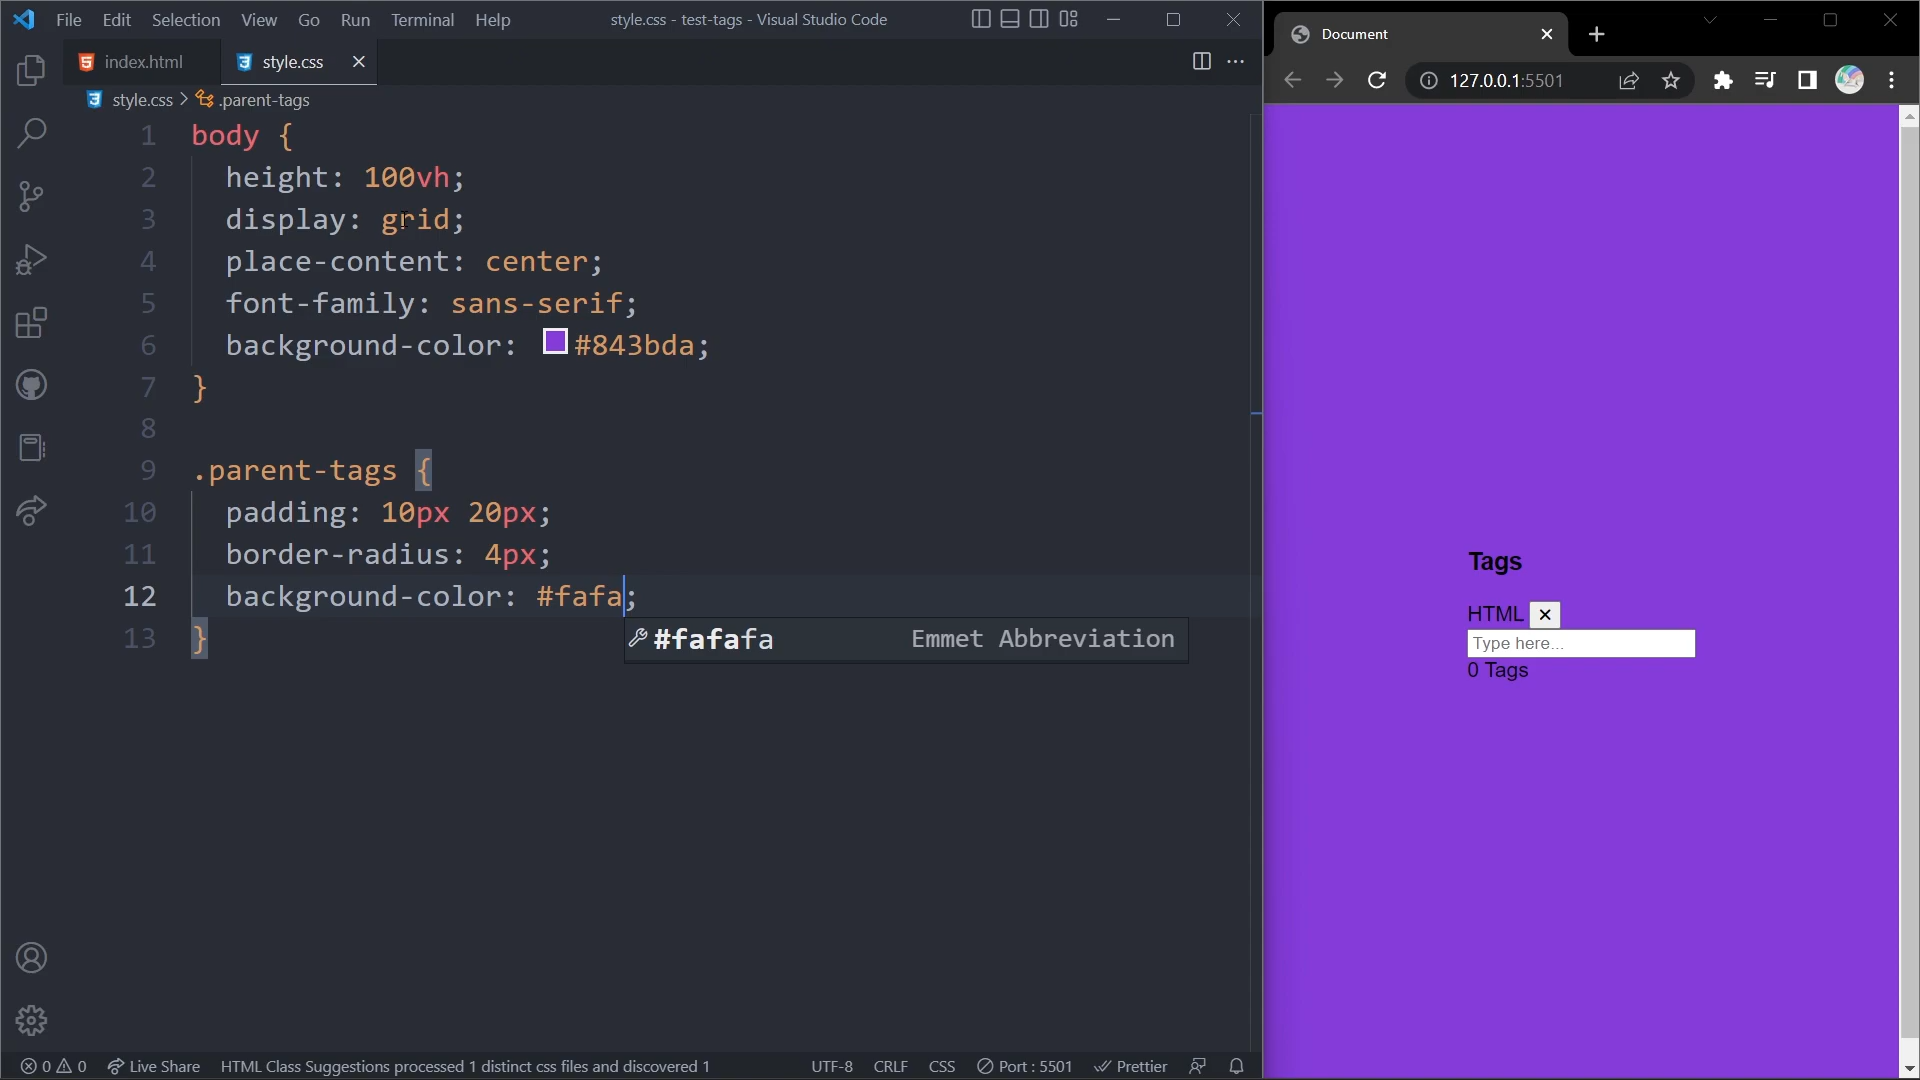 File Edit Selection View Go Run Terminal Help
style.css - test-tags - Visual Studio Code
index.html
style.css
style.css > .parent-tags
1 body {
2 height: 100vh;
3 display: grid;
4 place-content: center;
5 font-family: sans-serif;
6 background-color: #843bda;
7 }
8
9 .parent-tags {
10 padding: 10px 20px;
11 border-radius: 4px;
12 background-color: #fafa;
13 }
#fafafa Emmet Abbreviation
0 0 Live Share HTML Class Suggestions processed 1 distinct css files and discovered 1
UTF-8 CRLF CSS Port : 5501 Prettier
Document
127.0.0.1:5501
Tags
HTML ×
Type here...
0 Tags